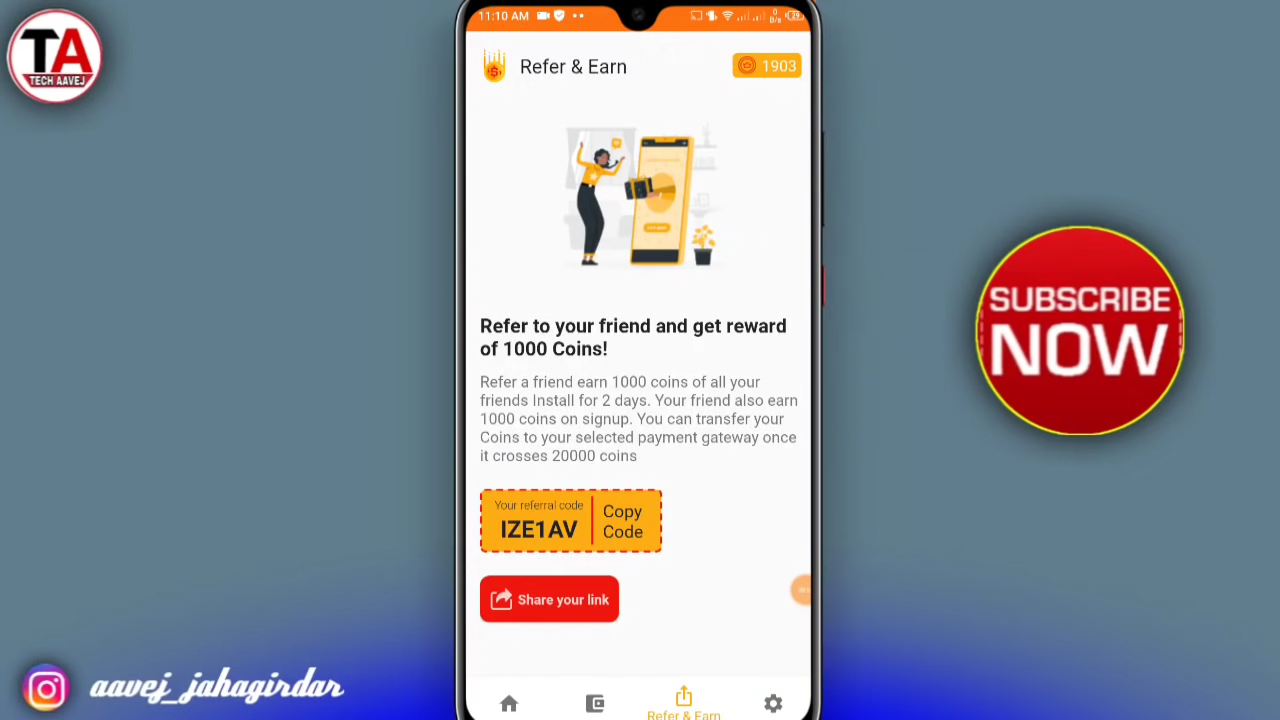 TA
TECH AAVEJ
11:10 AM
0
B/s
29
Refer & Earn
1903
Refer to your friend and get reward
of 1000 Coins!
Refer a friend earn 1000 coins of all your
friends Install for 2 days. Your friend also earn
1000 coins on signup. You can transfer your
Coins to your selected payment gateway once
it crosses 20000 coins
Your referral code
IZE1AV
Copy
Code
Share your link
Refer & Earn
SUBSCRIBE
NOW
aavej_jahagirdar